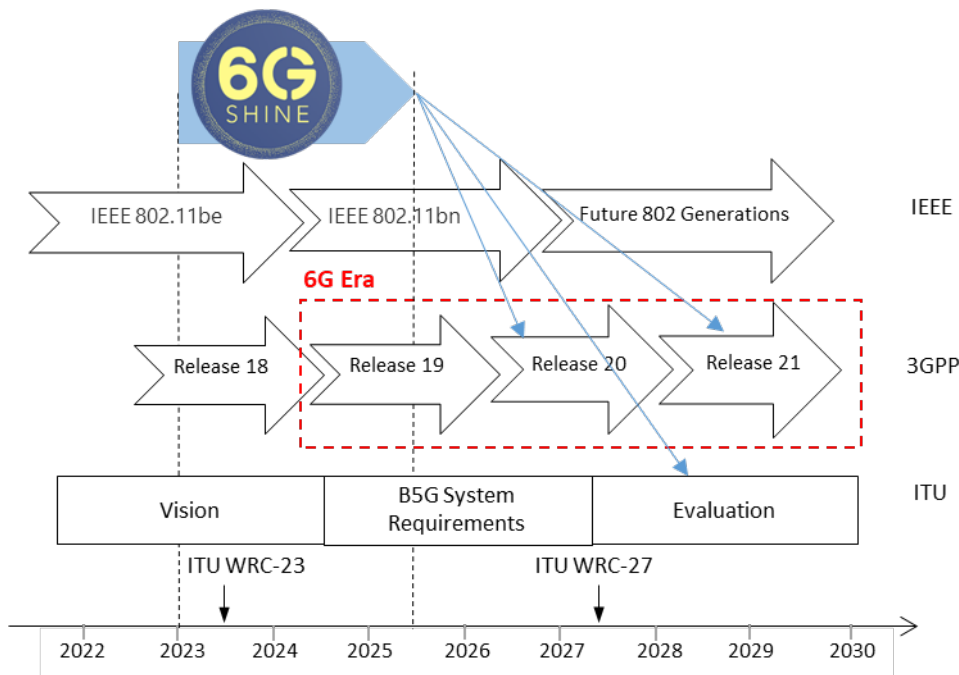 6G
SHINE
IEEE 802.11be
IEEE 802.11bn
Future 802 Generations
IEEE
6G Era
Release 18
Release 19
Release 20
Release 21
3GPP
Vision
B5G System
Requirements
Evaluation
ITU
ITU WRC-23
ITU WRC-27
2022
2023
2024
2025
2026
2027
2028
2029
2030